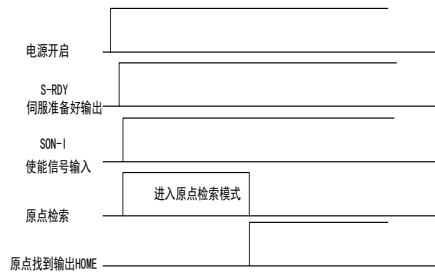 电源开启
S-RDY
伺服准备好输出
SON-I
使能信号输入
进入原点检索模式
原点检索
原点找到输出HOME